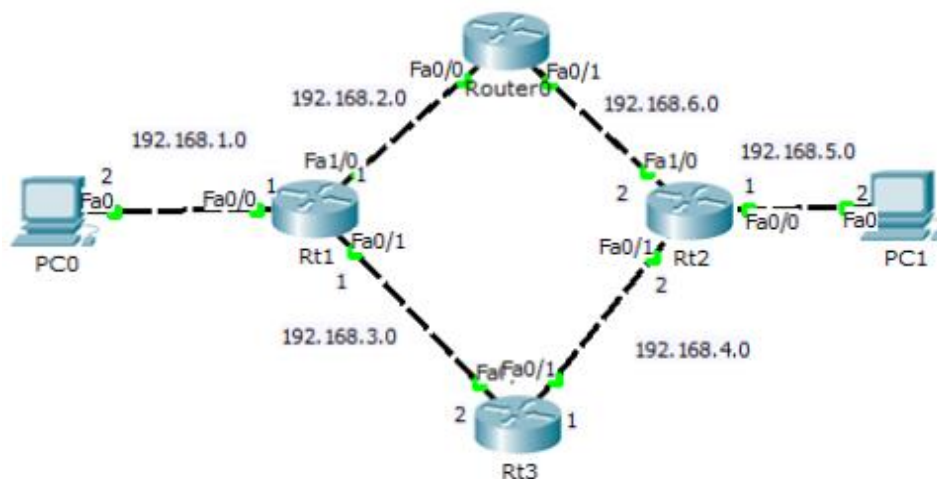 Fa0/0
Fa0/1
Router0
192.168.2.0
192.168.6.0
192.168.1.0
Fa1/0
1
Fa1/0
2
192.168.5.0
2
Fa0
Fa0/0
1
1
Fa0/0
2
Fa0
PC0
Rt1
Fa0/1
1
Fa0/1
2
Rt2
PC1
192.168.3.0
192.168.4.0
Fa0/1
2
1
Rt3